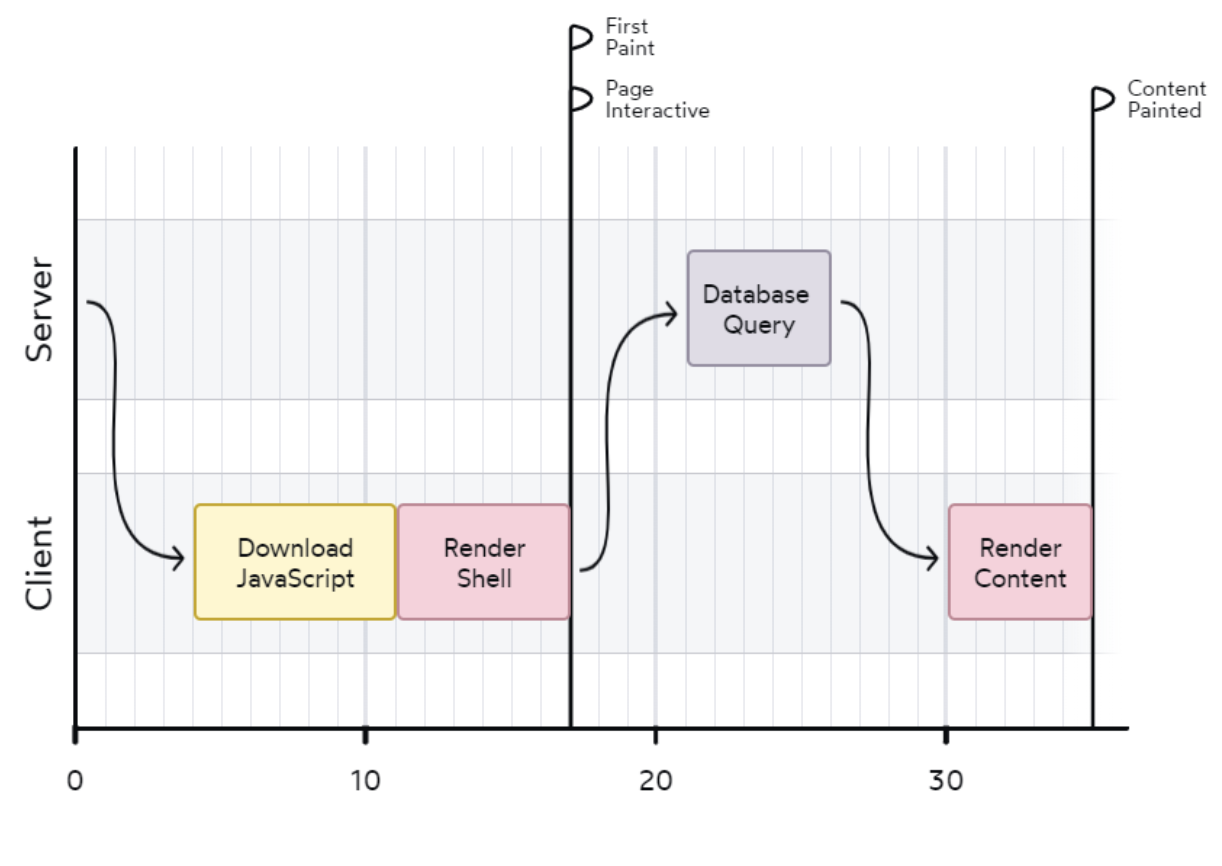 First
Paint
Page
Interactive
Content
Painted
Server
Database
Query
Client
Download
JavaScript
Render
Shell
Render
Content
0
10
20
30